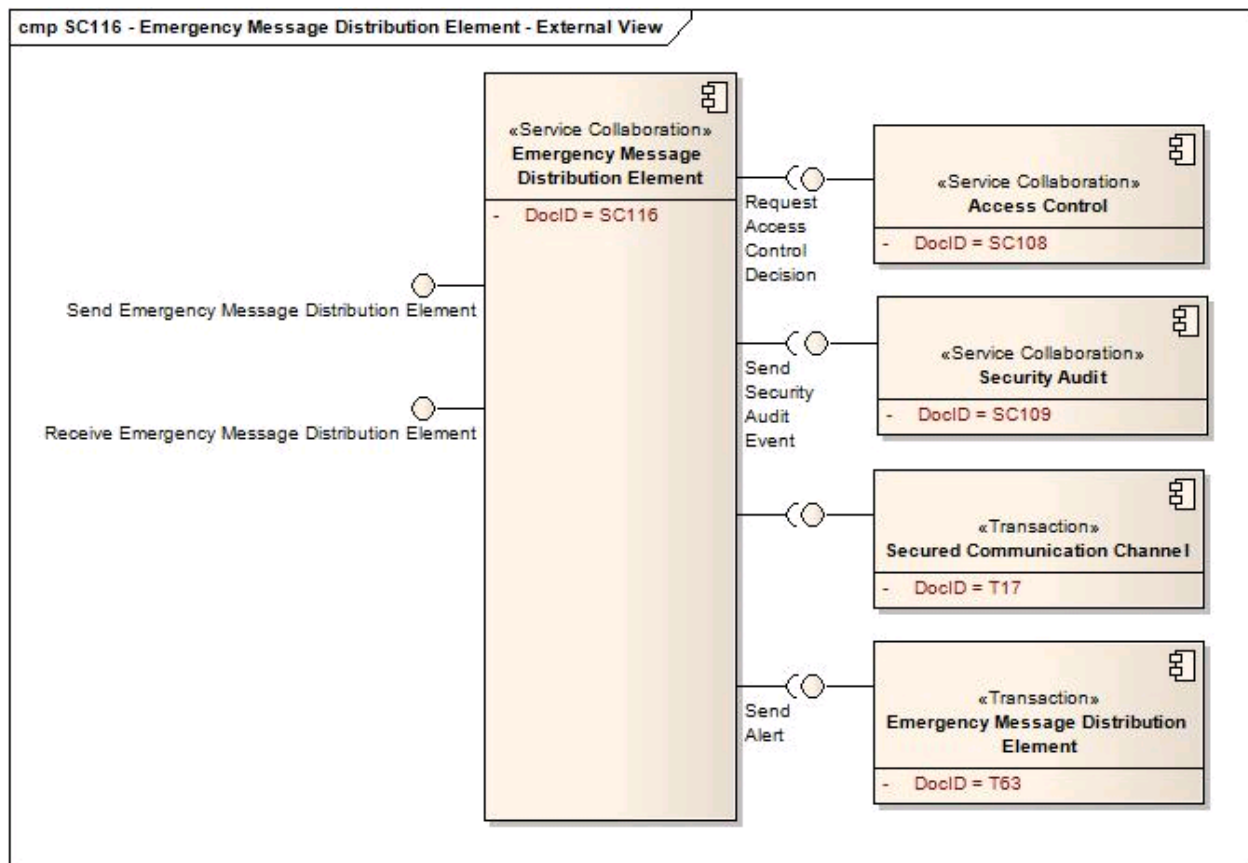 cmp SC116 - Emergency Message Distribution Element - External View
«Service Collaboration»
Emergency Message
Distribution Element
- DocID = SC116
Send Emergency Message Distribution Element
Receive Emergency Message Distribution Element
Request
Access
Control
Decision
«Service Collaboration»
Access Control
- DocID = SC108
Send
Security
Audit
Event
«Service Collaboration»
Security Audit
- DocID = SC109
«Transaction»
Secured Communication Channel
- DocID = T17
Send
Alert
«Transaction»
Emergency Message Distribution
Element
- DocID = T63